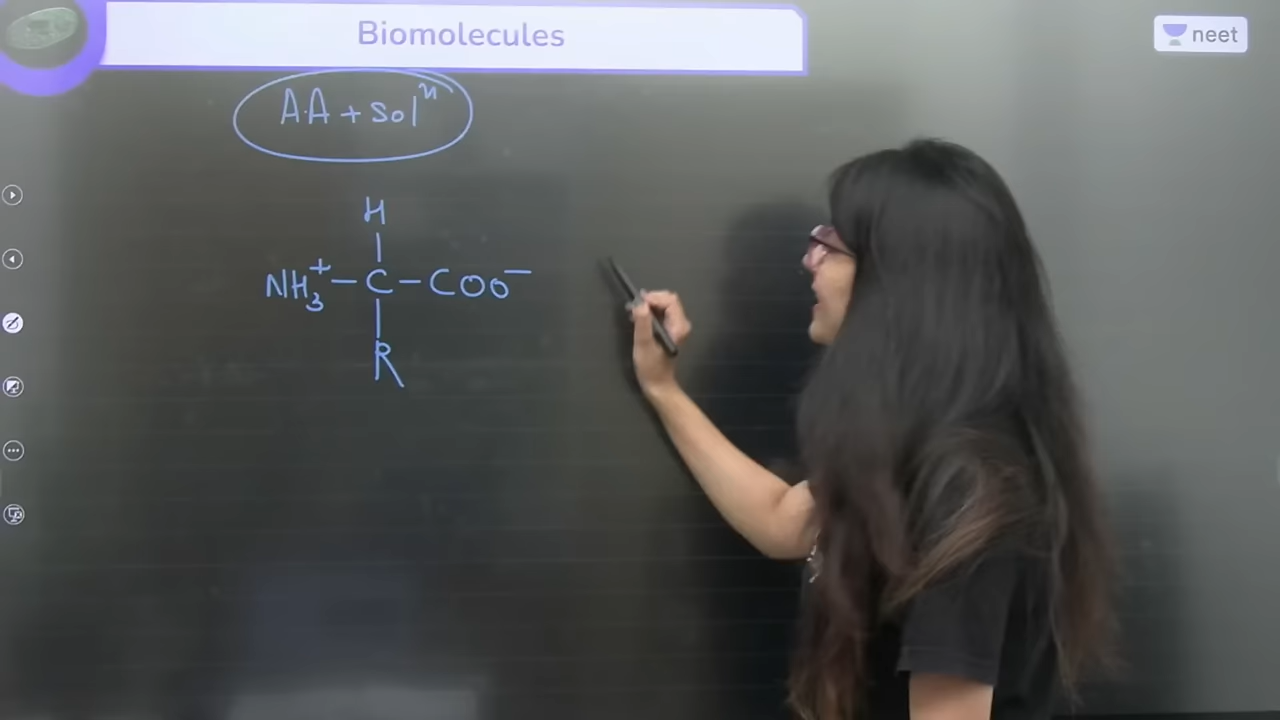 Biomolecules
neet
A.A + Solⁿ
H
NH₃⁺ – C – COO⁻
R